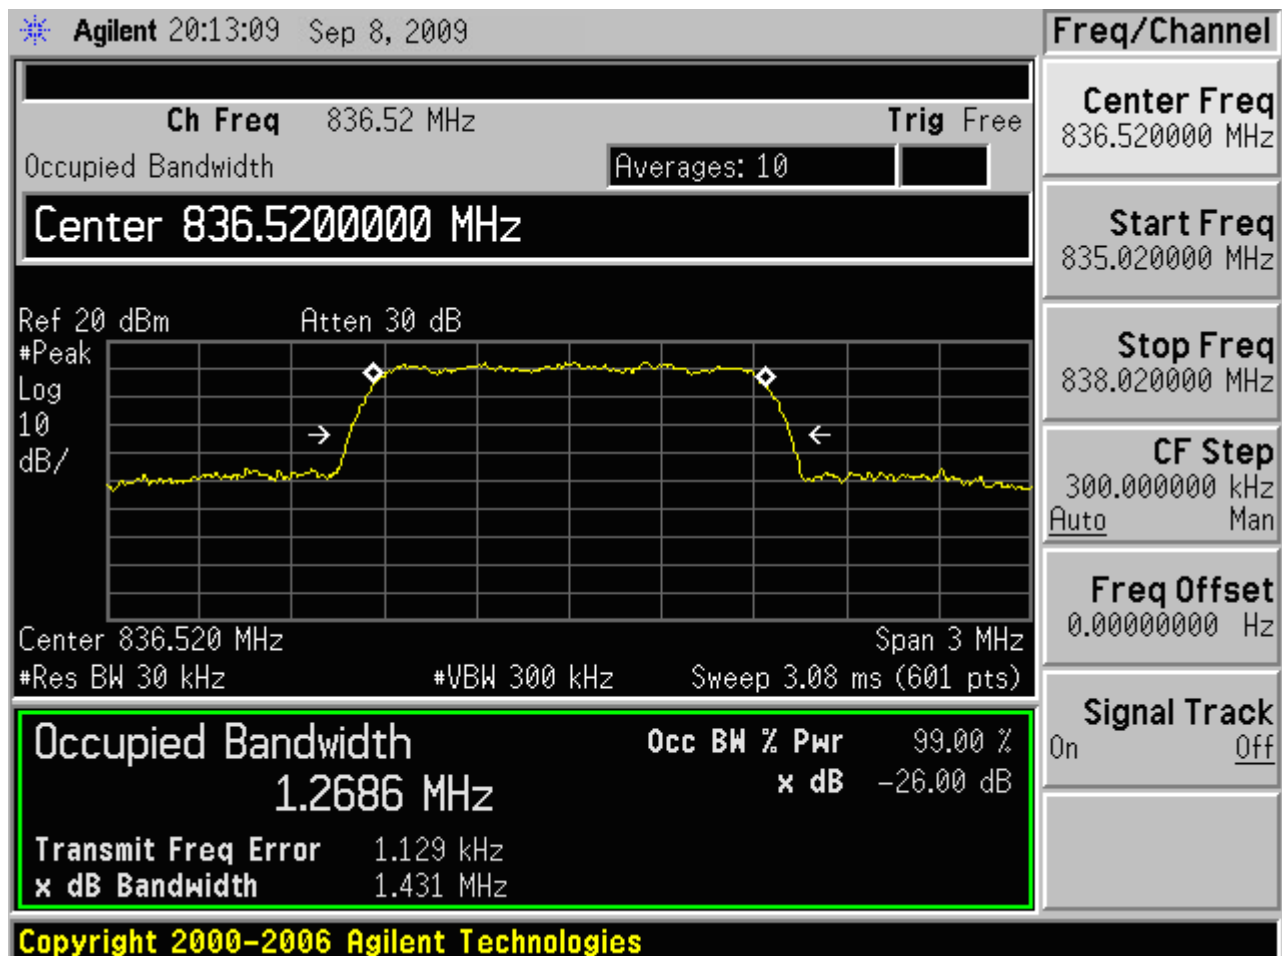 Agilent 20:13:09 Sep 8, 2009
Freq/Channel
Ch Freq 836.52 MHz Trig Free
Occupied Bandwidth Averages: 10
Center 836.5200000 MHz
Ref 20 dBm Atten 30 dB
#Peak
Log
10
dB/
Center 836.520 MHz Span 3 MHz
#Res BW 30 kHz #VBW 300 kHz Sweep 3.08 ms (601 pts)
Occupied Bandwidth Occ BW % Pwr 99.00 %
1.2686 MHz x dB -26.00 dB
Transmit Freq Error 1.129 kHz
x dB Bandwidth 1.431 MHz
Center Freq
836.520000 MHz
Start Freq
835.020000 MHz
Stop Freq
838.020000 MHz
CF Step
300.000000 kHz
Auto Man
Freq Offset
0.00000000 Hz
Signal Track
On Off
Copyright 2000-2006 Agilent Technologies